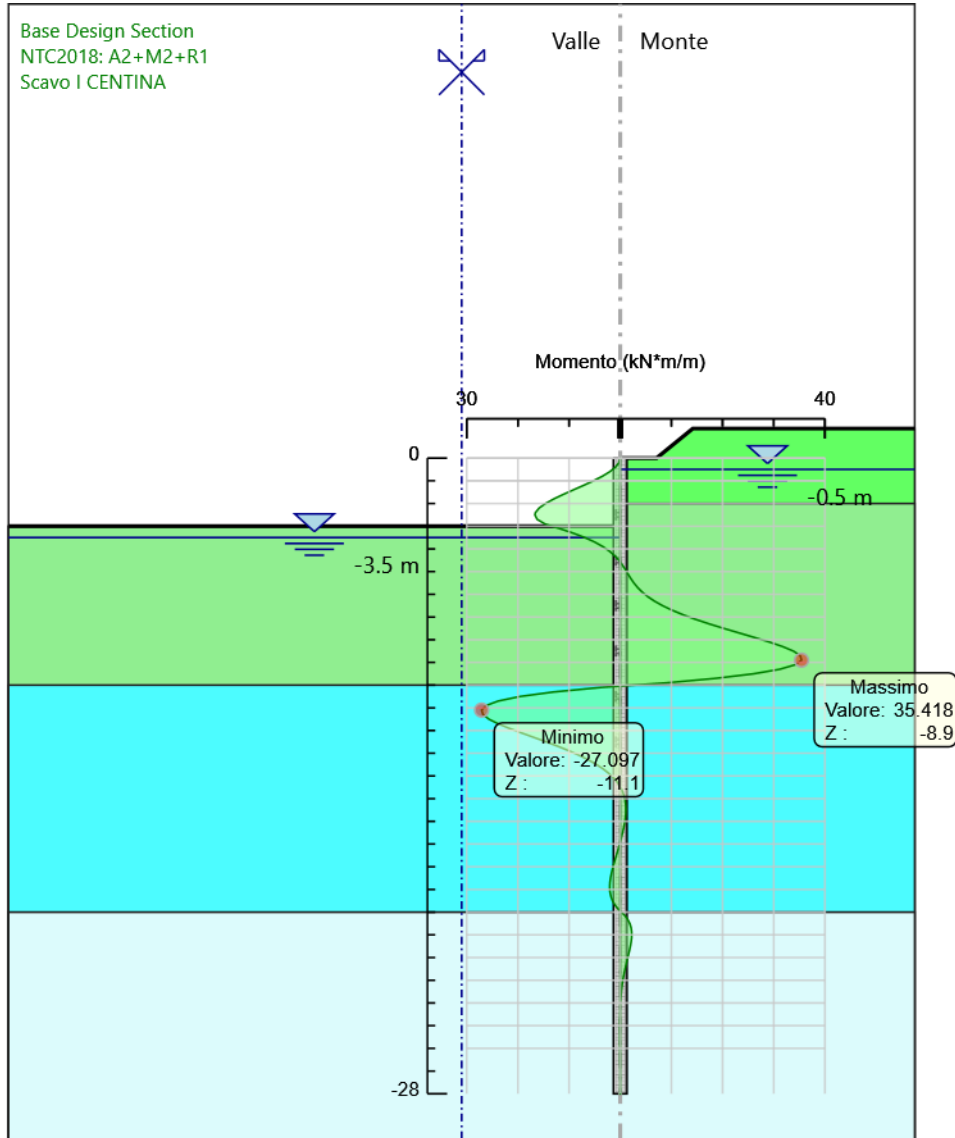 Base Design Section
NTC2018: A2+M2+R1
Scavo I CENTINA
Valle
Monte
Momento (kN*m/m)
30
40
0
-0.5 m
-3.5 m
Massimo
Valore: 35.418
Z : -8.9
Minimo
Valore: -27.097
Z : -11.1
-28